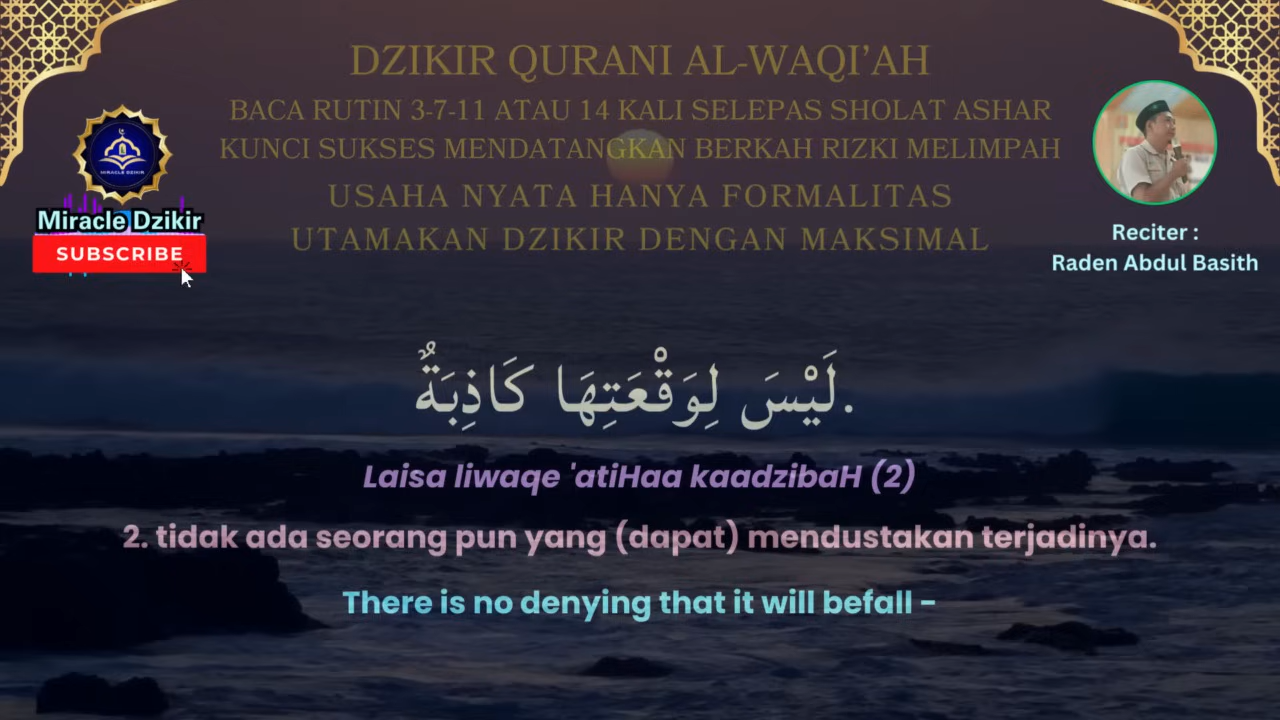 DZIKIR QURANI AL-WAQI’AH
BACA RUTIN 3-7-11 ATAU 14 KALI SELEPAS SHOLAT ASHAR
KUNCI SUKSES MENDATANGKAN BERKAH RIZKI MELIMPAH
USAHA NYATA HANYA FORMALITAS
UTAMAKAN DZIKIR DENGAN MAKSIMAL
MIRACLE DZIKIR
Miracle Dzikir
SUBSCRIBE
Reciter :
Raden Abdul Basith
.لَيْسَ لِوَقْعَتِهَا كَاذِبَةٌ
Laisa liwaqe 'atiHaa kaadzibaH (2)
2. tidak ada seorang pun yang (dapat) mendustakan terjadinya.
There is no denying that it will befall –